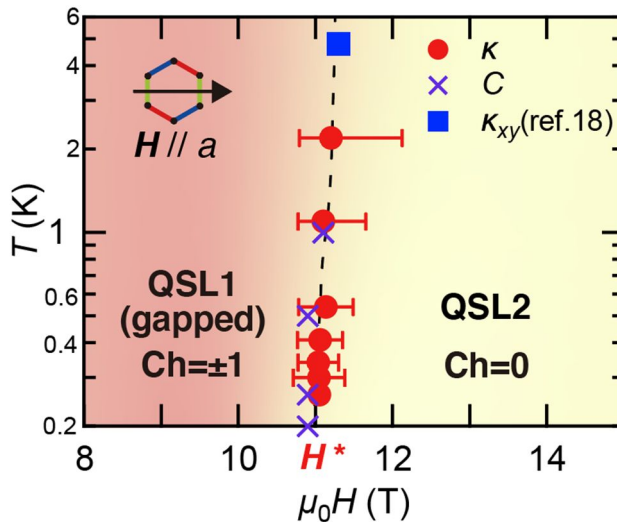 6
4
2
1
0.6
0.4
0.2
T (K)
H // a
κ
C
κxy(ref.18)
QSL1
(gapped)
Ch=±1
QSL2
Ch=0
8 10 12 14
H*
μ0H (T)